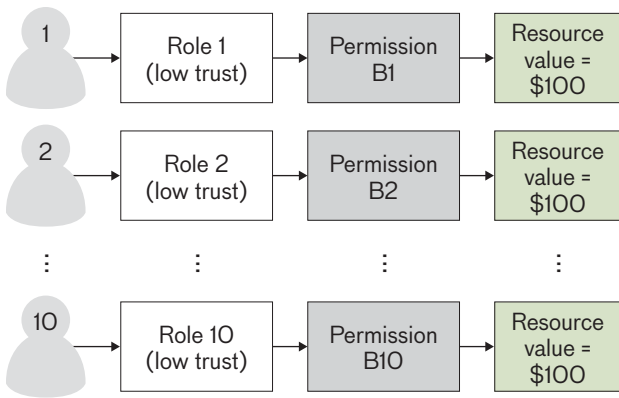 1
Role 1
(low trust)
Permission
B1
Resource
value =
$100
2
Role 2
(low trust)
Permission
B2
Resource
value =
$100
⋮ ⋮ ⋮ ⋮
10
Role 10
(low trust)
Permission
B10
Resource
value =
$100